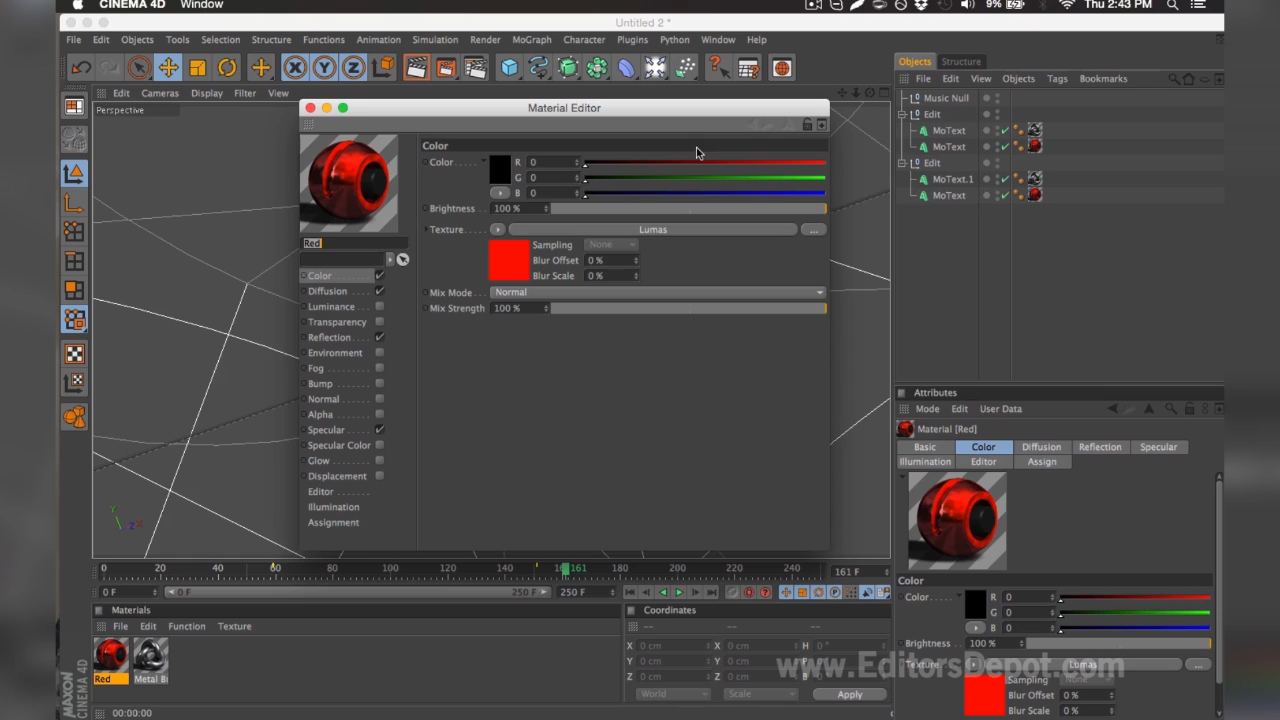 CINEMA 4D Window 9% Thu 2:43 PM
Untitled 2 *
File Edit Objects Tools Selection Structure Functions Animation Simulation Render MoGraph Character Plugins Python Window Help
Objects Structure
File Edit View Objects Tags Bookmarks
Edit Cameras Display Filter View
Perspective
Music Null
Edit
MoText
MoText
Edit
MoText.1
MoText
Material Editor
Color
Color R 0
G 0
B 0
Brightness 100 %
Texture Lumas ...
Sampling None
Blur Offset 0 %
Blur Scale 0 %
Mix Mode Normal
Mix Strength 100 %
Red
Color
Diffusion
Luminance
Transparency
Reflection
Environment
Fog
Bump
Normal
Alpha
Specular
Specular Color
Glow
Displacement
Editor
Illumination
Assignment
Attributes
Mode Edit User Data
Material [Red]
Basic Color Diffusion Reflection Specular
Illumination Editor Assign
Color
Color R 0
G 0
B 0
Brightness 100 %
Texture Lumas ...
Sampling None
Blur Offset 0 %
Blur Scale 0 %
Y
Z X
0 20 40 60 80 100 120 140 161 180 200 220 240 161 F
0 F 0 F 250 F 250 F
Materials
File Edit Function Texture
Red Metal B
Coordinates
-- -- --
X 0 cm X 0 cm H 0 °
Y 0 cm Y 0 cm P
Z 0 cm Z 0 cm B
World Scale Apply
MAXON CINEMA 4D
00:00:00
www.EditorsDepot.com